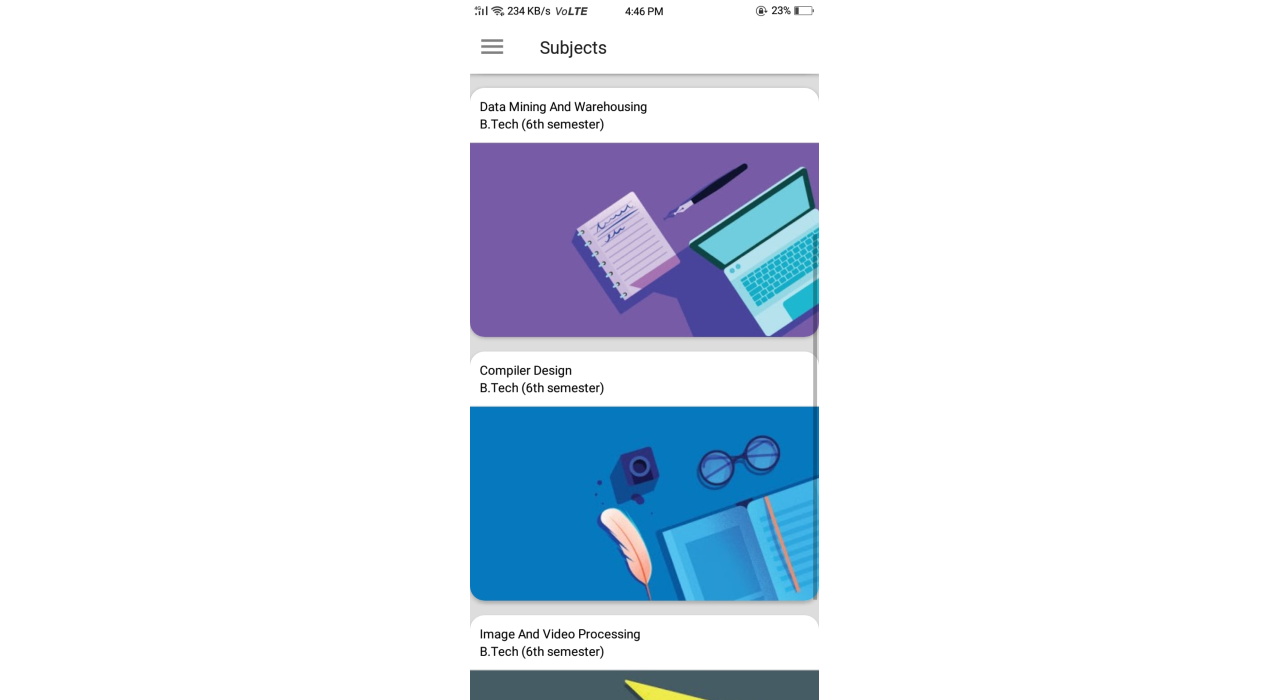 234 KB/s VoLTE 4:46 PM 23%
Subjects
Data Mining And Warehousing
B.Tech (6th semester)
Compiler Design
B.Tech (6th semester)
Image And Video Processing
B.Tech (6th semester)